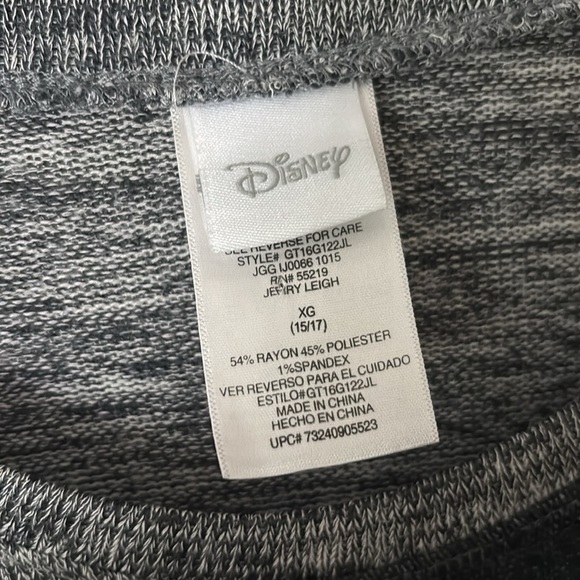 Disney
SEE REVERSE FOR CARE
STYLE# GT16G122JL
JGG IJ0066 1015
RN# 55219
JERRY LEIGH
XG
(15/17)
54% RAYON 45% POLIESTER
1%SPANDEX
VER REVERSO PARA EL CUIDADO
ESTILO#GT16G122JL
MADE IN CHINA
HECHO EN CHINA
UPC# 73240905523